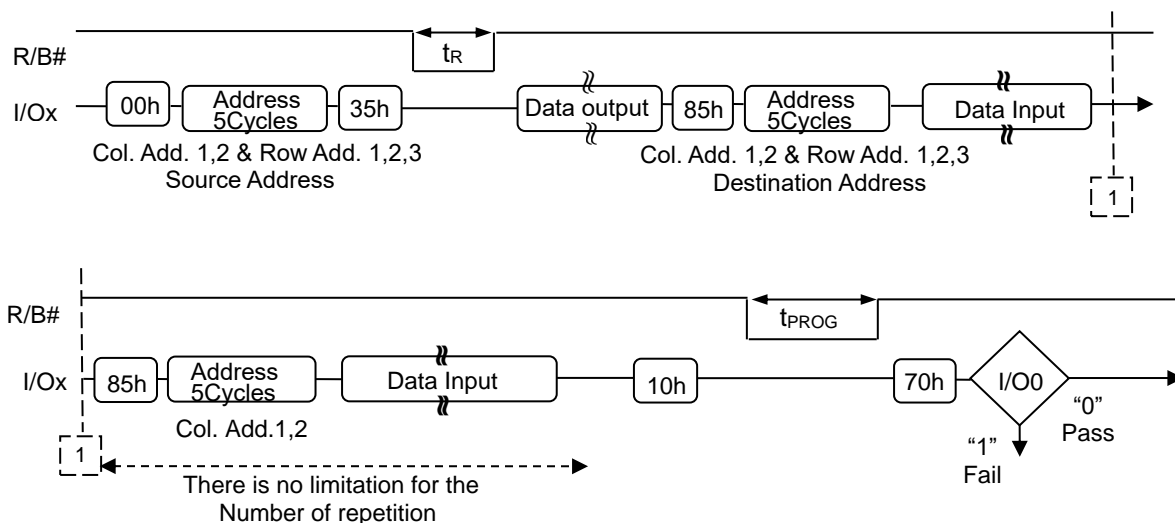 R/B#
tR
I/Ox
00h
Address
5Cycles
35h
Data output
85h
Address
5Cycles
Data Input
Col. Add. 1,2 & Row Add. 1,2,3
Source Address
Col. Add. 1,2 & Row Add. 1,2,3
Destination Address
1
R/B#
tPROG
I/Ox
85h
Address
5Cycles
Data Input
10h
70h
I/O0
"0"
Pass
Col. Add.1,2
1
"1"
Fail
There is no limitation for the
Number of repetition